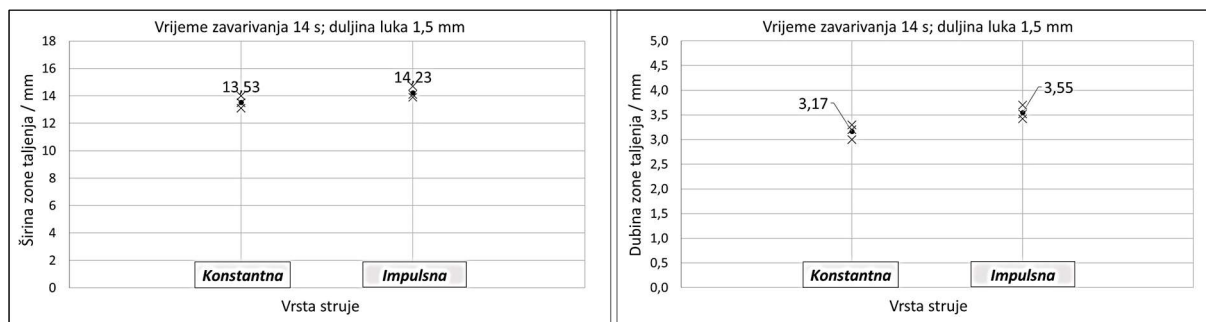 Vrijeme zavarivanja 14 s; duljina luka 1,5 mm
Širina zone taljenja / mm
18
16
14
12
10
8
6
4
2
0
13,53
14,23
Konstantna
Impulsna
Vrsta struje
Vrijeme zavarivanja 14 s; duljina luka 1,5 mm
Dubina zone taljenja / mm
5,0
4,5
4,0
3,5
3,0
2,5
2,0
1,5
1,0
0,5
0,0
3,17
3,55
Konstantna
Impulsna
Vrsta struje